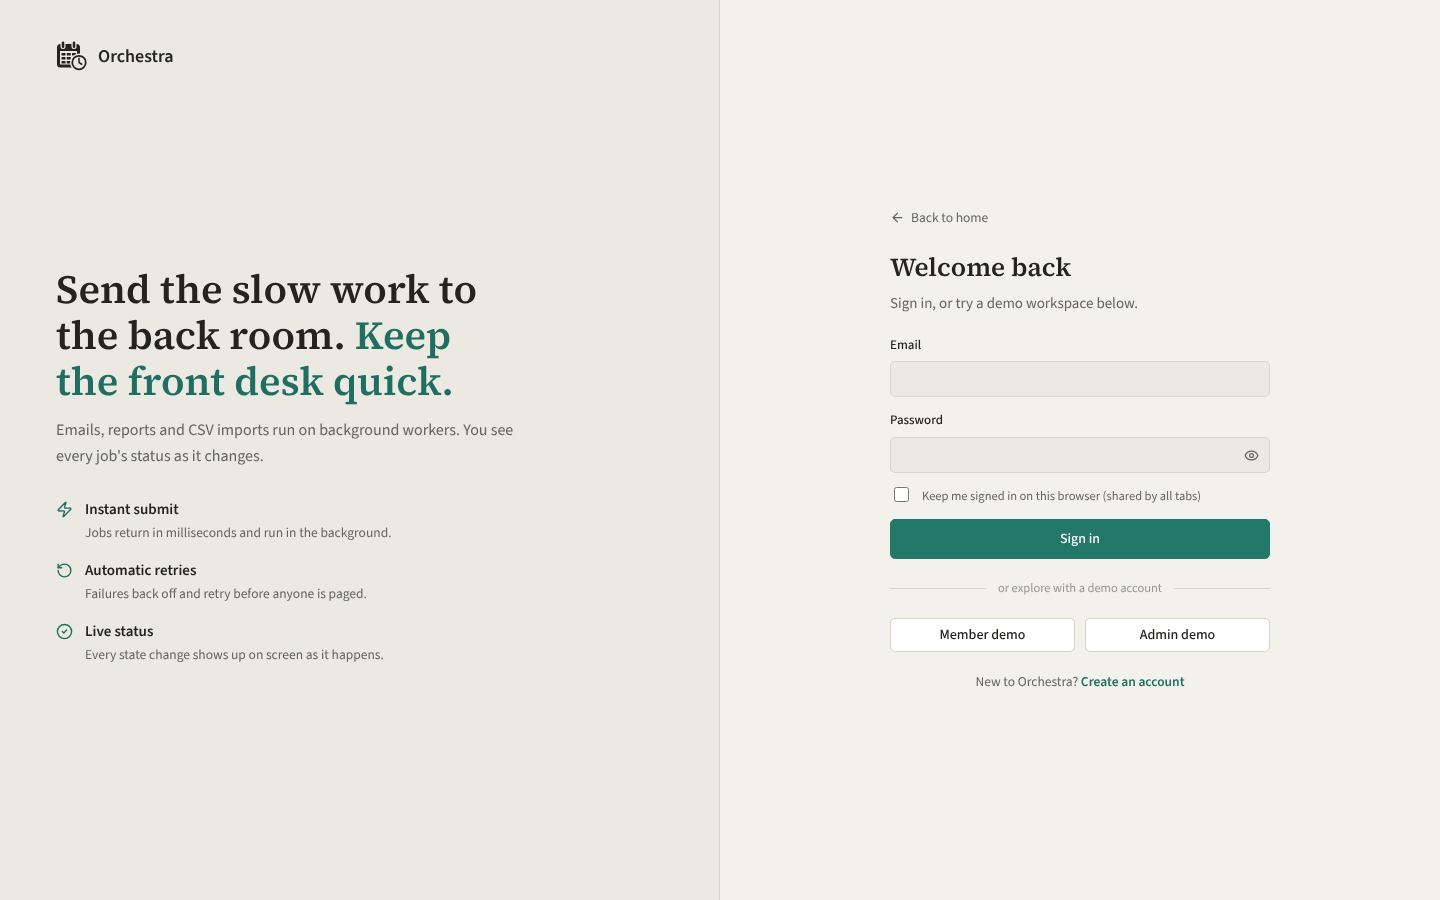 Orchestra
Send the slow work to
the back room. Keep
the front desk quick.
Emails, reports and CSV imports run on background workers. You see
every job's status as it changes.
Instant submit
Jobs return in milliseconds and run in the background.
Automatic retries
Failures back off and retry before anyone is paged.
Live status
Every state change shows up on screen as it happens.
Back to home
Welcome back
Sign in, or try a demo workspace below.
Email
Password
Keep me signed in on this browser (shared by all tabs)
Sign in
or explore with a demo account
Member demo
Admin demo
New to Orchestra? Create an account